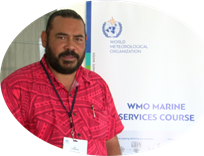 WORLD
METEOROLOGICAL
ORGANIZATION
WMO MARINE
SERVICES COURSE